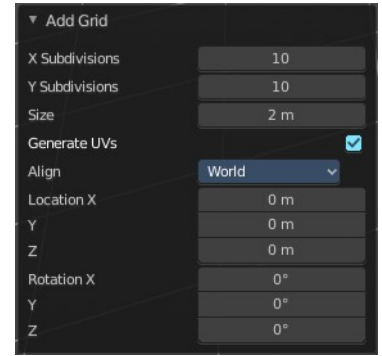 Add Grid
X Subdivisions 10
Y Subdivisions 10
Size 2 m
Generate UVs
Align World
Location X 0 m
Y 0 m
Z 0 m
Rotation X 0°
Y 0°
Z 0°